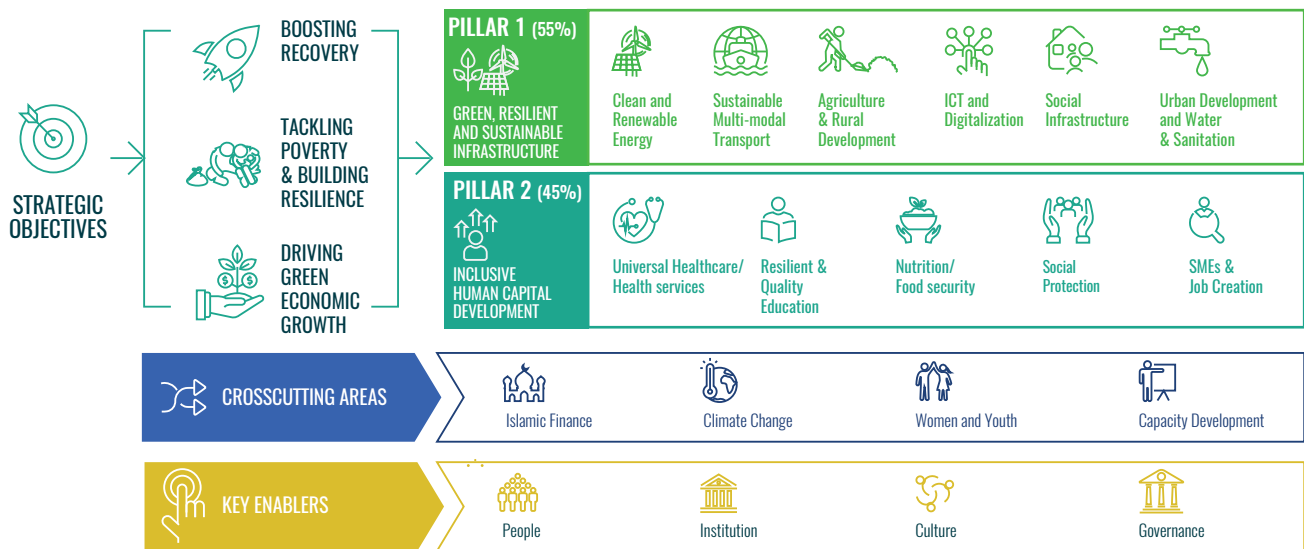 STRATEGIC
OBJECTIVES
BOOSTING
RECOVERY
TACKLING
POVERTY
& BUILDING
RESILIENCE
DRIVING
GREEN
ECONOMIC
GROWTH
PILLAR 1 (55%)
GREEN, RESILIENT
AND SUSTAINABLE
INFRASTRUCTURE
Clean and
Renewable
Energy
Sustainable
Multi-modal
Transport
Agriculture
& Rural
Development
ICT and
Digitalization
Social
Infrastructure
Urban Development
and Water
& Sanitation
PILLAR 2 (45%)
INCLUSIVE
HUMAN CAPITAL
DEVELOPMENT
Universal Healthcare/
Health services
Resilient &
Quality
Education
Nutrition/
Food security
Social
Protection
SMEs &
Job Creation
CROSSCUTTING AREAS
Islamic Finance
Climate Change
Women and Youth
Capacity Development
KEY ENABLERS
People
Institution
Culture
Governance